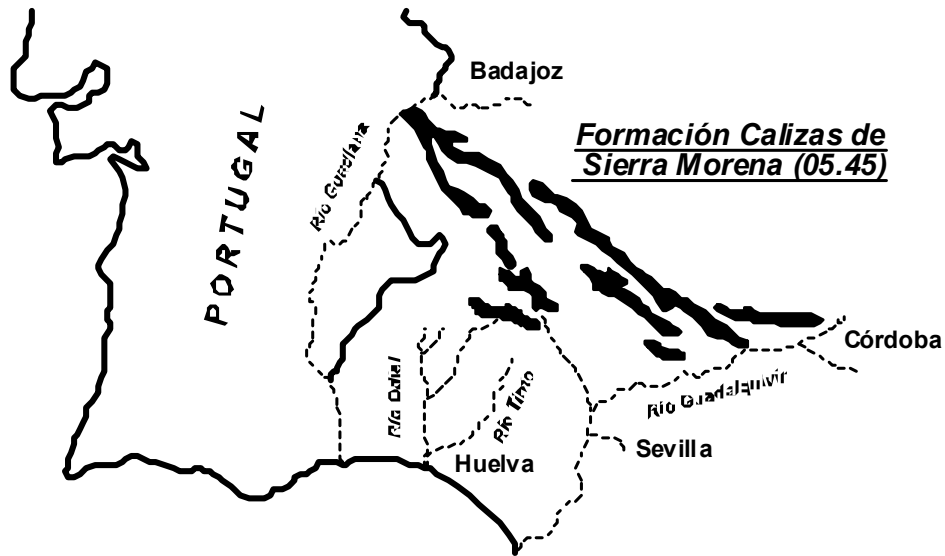 Badajoz
Formación Calizas de
Sierra Morena (05.45)
PORTUGAL
Río Guadiana
Córdoba
Río Odiel
Río Tinto
Río Guadalquivir
Huelva
Sevilla